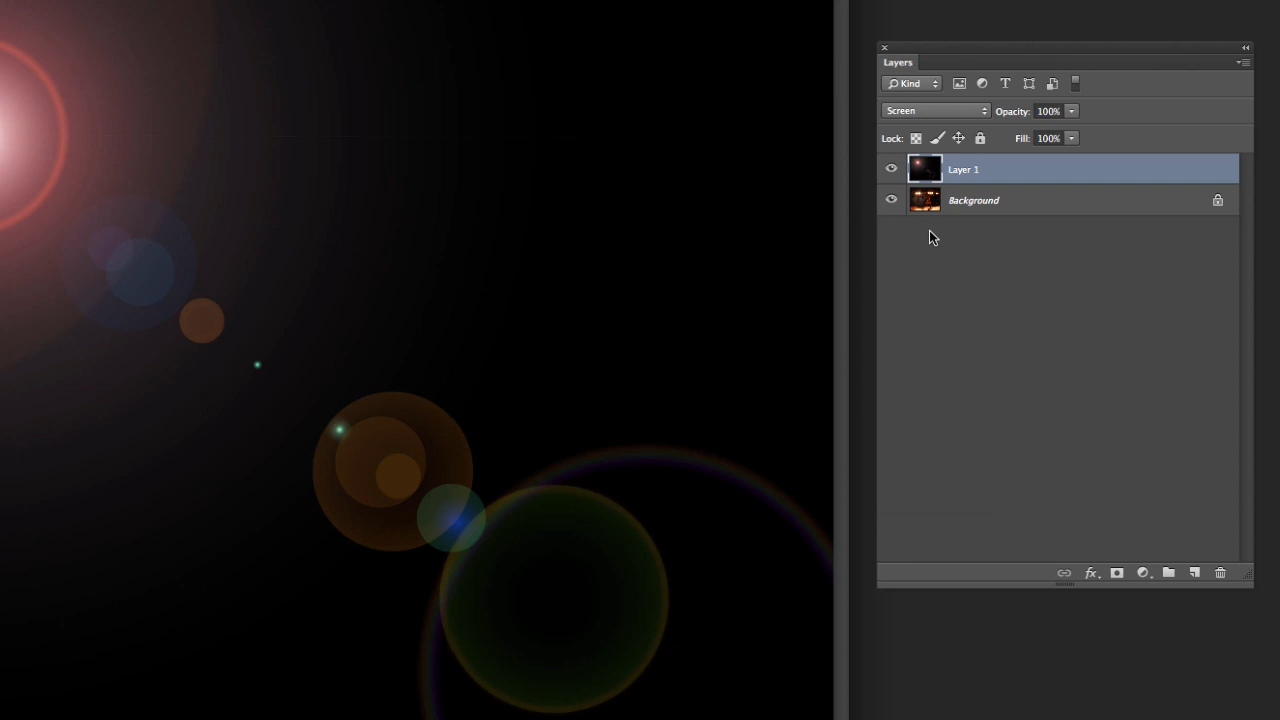 Layers
Kind
Screen Opacity: 100%
Lock: Fill: 100%
Layer 1
Background